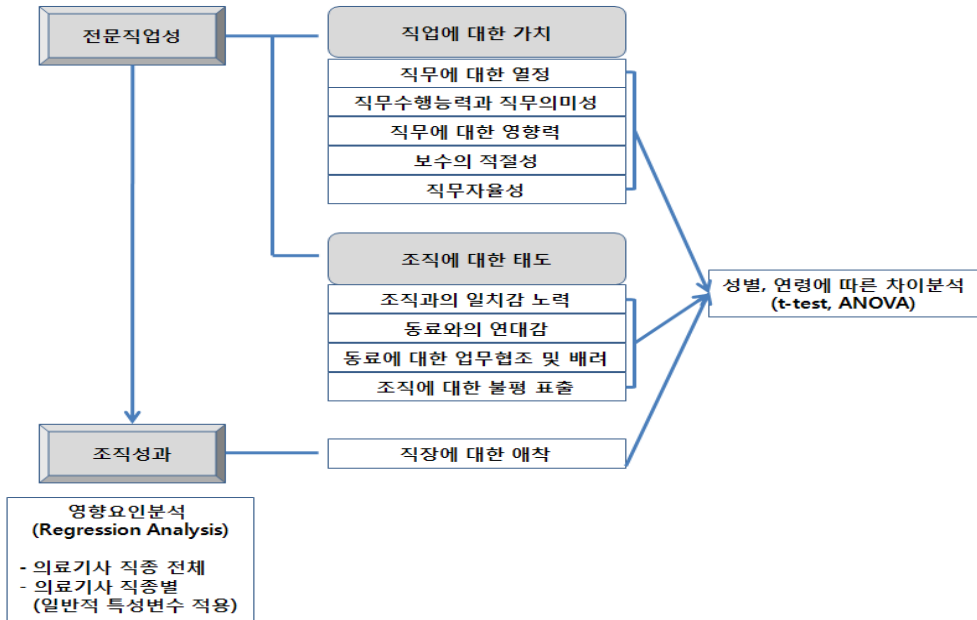 전문직업성
직업에 대한 가치
직무에 대한 열정
직무수행능력과 직무의미성
직무에 대한 영향력
보수의 적절성
직무자율성
조직에 대한 태도
조직과의 일치감 노력
동료와의 연대감
동료에 대한 업무협조 및 배려
조직에 대한 불평 표출
성별, 연령에 따른 차이분석
(t-test, ANOVA)
조직성과
직장에 대한 애착
영향요인분석
(Regression Analysis)
- 의료기사 직종 전체
- 의료기사 직종별
(일반적 특성변수 적용)